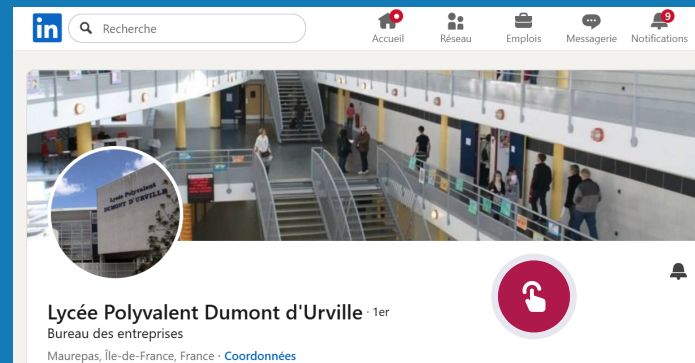 in
Recherche
Accueil
Réseau
Emplois
Messagerie
9
Notifications
Lycée Polyvalent
DUMONT D'URVILLE
Lycée Polyvalent Dumont d'Urville · 1er
Bureau des entreprises
Maurepas, Île-de-France, France · Coordonnées